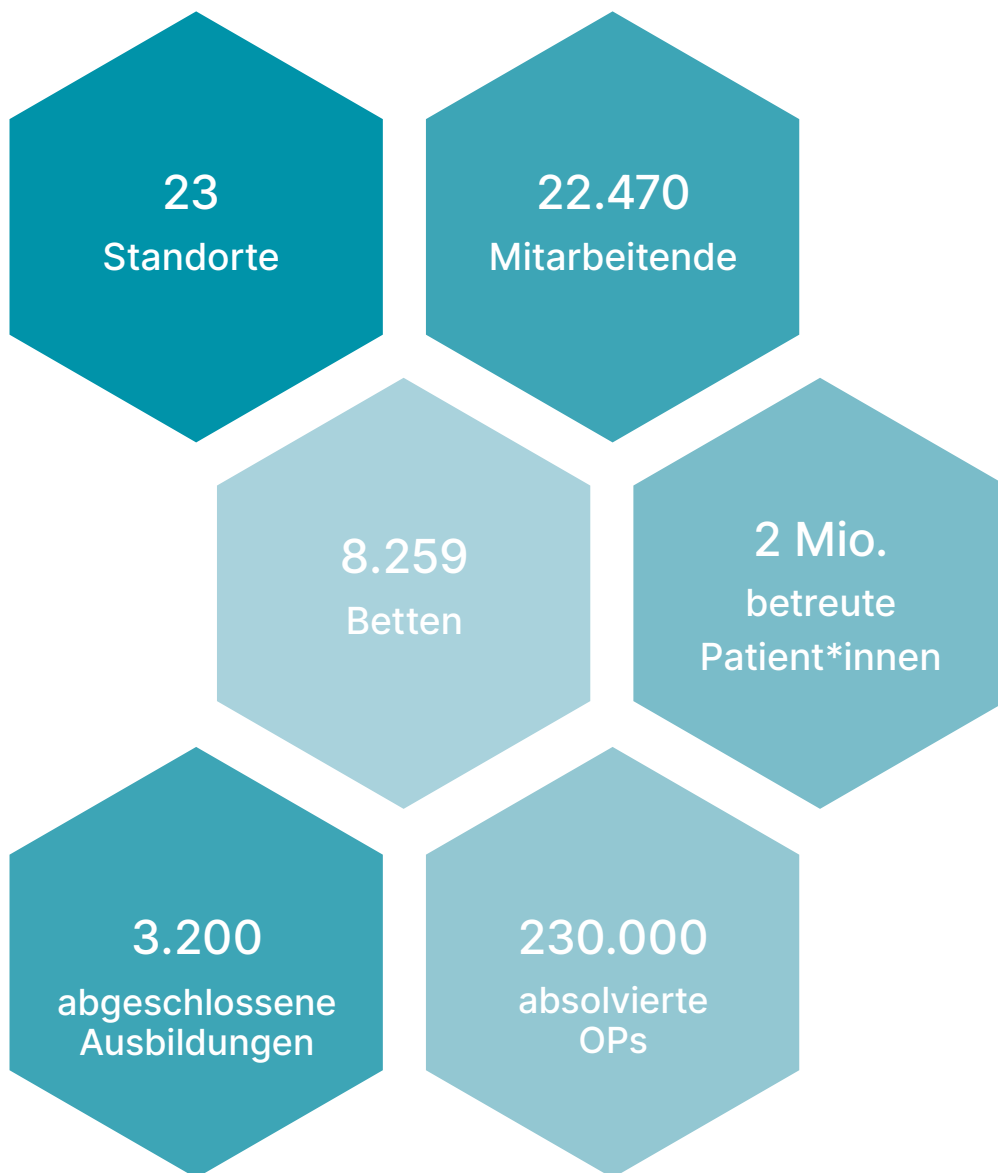 23
Standorte
22.470
Mitarbeitende
8.259
Betten
2 Mio.
betreute
Patient*innen
3.200
abgeschlossene
Ausbildungen
230.000
absolvierte
OPs